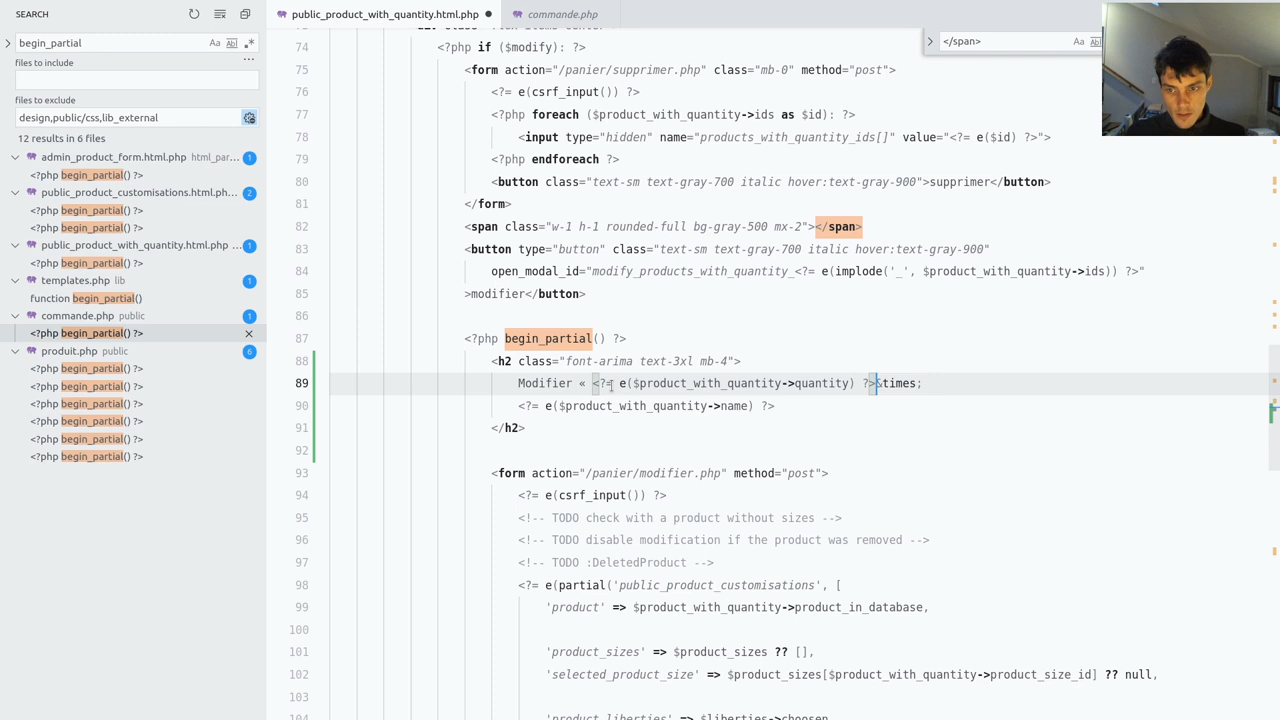 SEARCH
begin_partial
Aa
Ab
files to include
files to exclude
design,public/css,lib_external
12 results in 6 files
admin_product_form.html.php html_par... 1
<?php begin_partial() ?>
public_product_customisations.html.ph... 2
<?php begin_partial() ?>
<?php begin_partial() ?>
public_product_with_quantity.html.php ... 1
<?php begin_partial() ?>
templates.php lib 1
function begin_partial()
commande.php public 1
<?php begin_partial() ?>
produit.php public 6
<?php begin_partial() ?>
<?php begin_partial() ?>
<?php begin_partial() ?>
<?php begin_partial() ?>
<?php begin_partial() ?>
<?php begin_partial() ?>
public_product_with_quantity.html.php
commande.php
</span>
Aa
Ab
74 <?php if ($modify): ?>
75 <form action="/panier/supprimer.php" class="mb-0" method="post">
76 <?= e(csrf_input()) ?>
77 <?php foreach ($product_with_quantity->ids as $id): ?>
78 <input type="hidden" name="products_with_quantity_ids[]" value="<?= e($id) ?>">
79 <?php endforeach ?>
80 <button class="text-sm text-gray-700 italic hover:text-gray-900">supprimer</button>
81 </form>
82 <span class="w-1 h-1 rounded-full bg-gray-500 mx-2"></span>
83 <button type="button" class="text-sm text-gray-700 italic hover:text-gray-900"
84 open_modal_id="modify_products_with_quantity_<?= e(implode('_', $product_with_quantity->ids)) ?>"
85 >modifier</button>
86
87 <?php begin_partial() ?>
88 <h2 class="font-arima text-3xl mb-4">
89 Modifier « <?= e($product_with_quantity->quantity) ?>&times;
90 <?= e($product_with_quantity->name) ?>
91 </h2>
92
93 <form action="/panier/modifier.php" method="post">
94 <?= e(csrf_input()) ?>
95 <!-- TODO check with a product without sizes -->
96 <!-- TODO disable modification if the product was removed -->
97 <!-- TODO :DeletedProduct -->
98 <?= e(partial('public_product_customisations', [
99 'product' => $product_with_quantity->product_in_database,
100
101 'product_sizes' => $product_sizes ?? [],
102 'selected_product_size' => $product_sizes[$product_with_quantity->product_size_id] ?? null,
103
104 'product_liberties' => $liberties->choosen